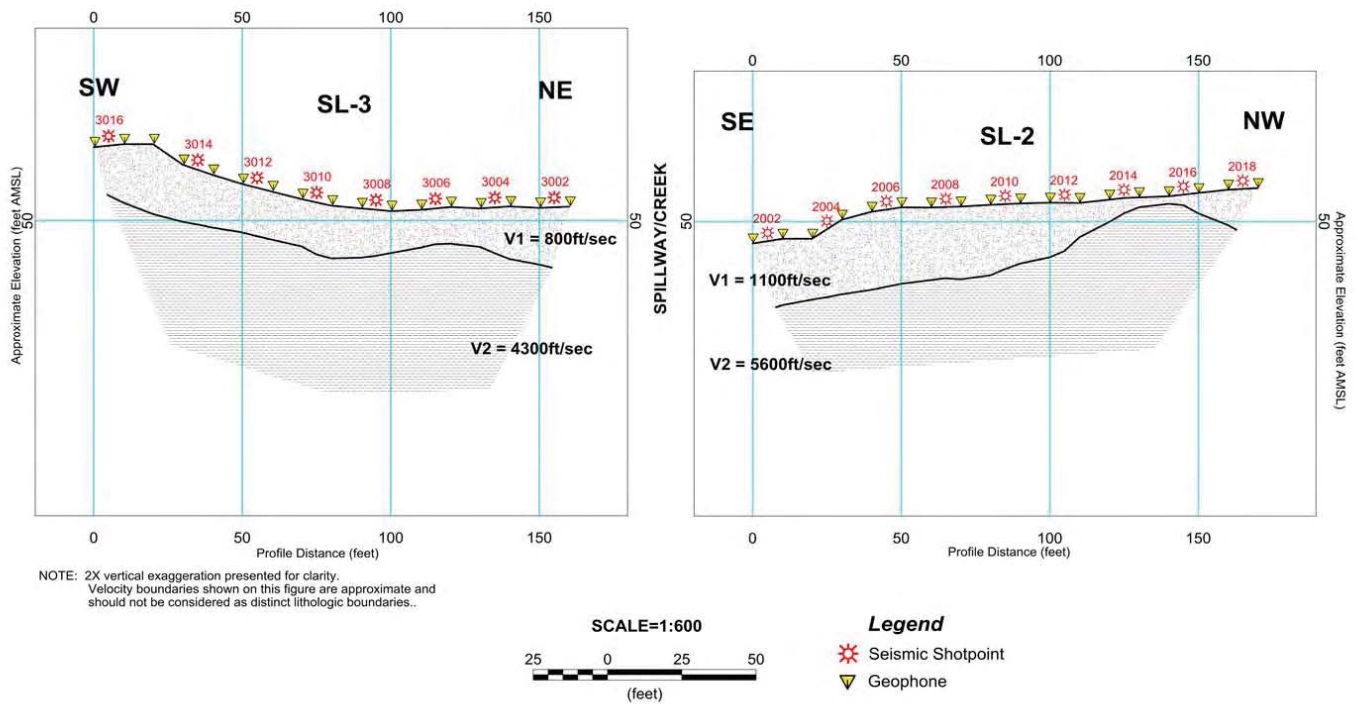 0 50 100 150
SW
SL-3
NE
3016
3014
3012
3010
3008
3006
3004
3002
Approximate Elevation (feet AMSL)
50
50
V1 = 800ft/sec
V2 = 4300ft/sec
0 50 100 150
Profile Distance (feet)
NOTE: 2X vertical exaggeration presented for clarity.
Velocity boundaries shown on this figure are approximate and
should not be considered as distinct lithologic boundaries..
SPILLWAY/CREEK
0 50 100 150
SE
SL-2
NW
2002
2004
2006
2008
2010
2012
2014
2016
2018
50
Approximate Elevation (feet AMSL)
V1 = 1100ft/sec
V2 = 5600ft/sec
0 50 100 150
Profile Distance (feet)
SCALE=1:600
25 0 25 50
(feet)
Legend
Seismic Shotpoint
Geophone